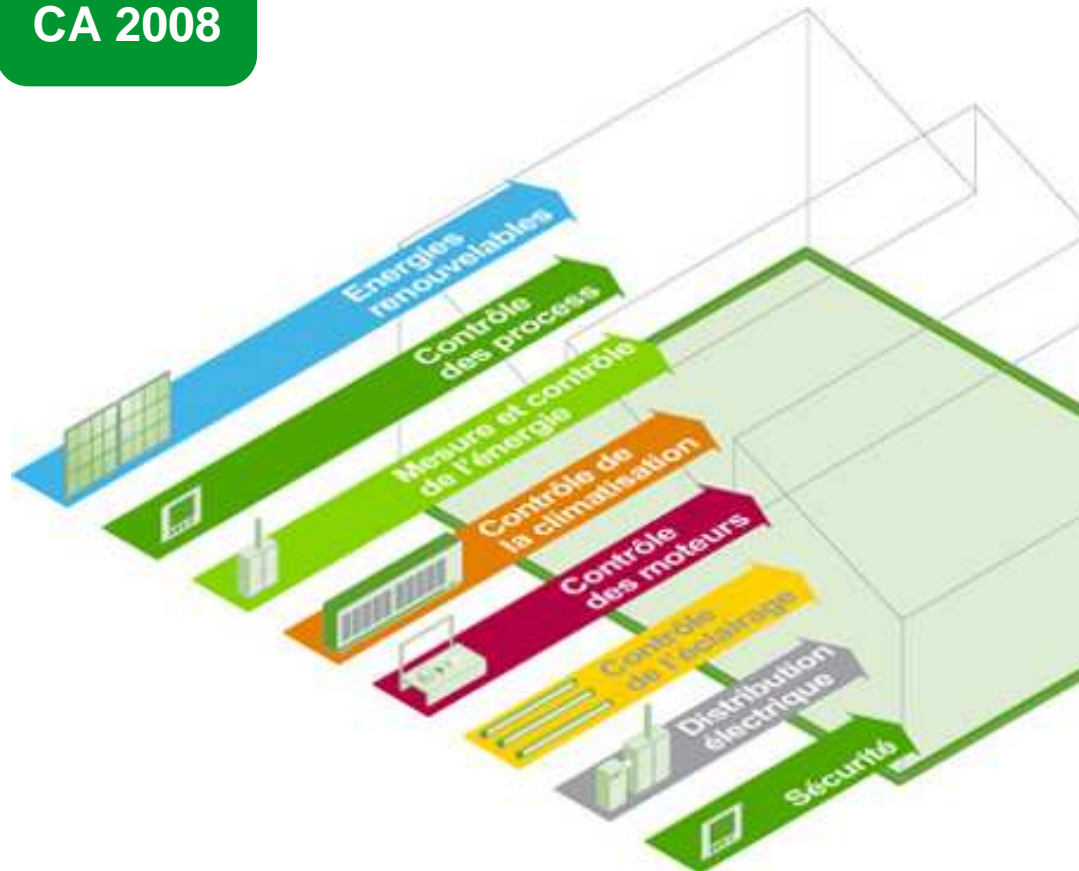 CA 2008
Energies
renouvelables
Contrôle
des process
Mesure et contrôle
de l'énergie
Contrôle de
la climatisation
Contrôle
des moteurs
Contrôle
de l'éclairage
Distribution
électrique
Sécurité